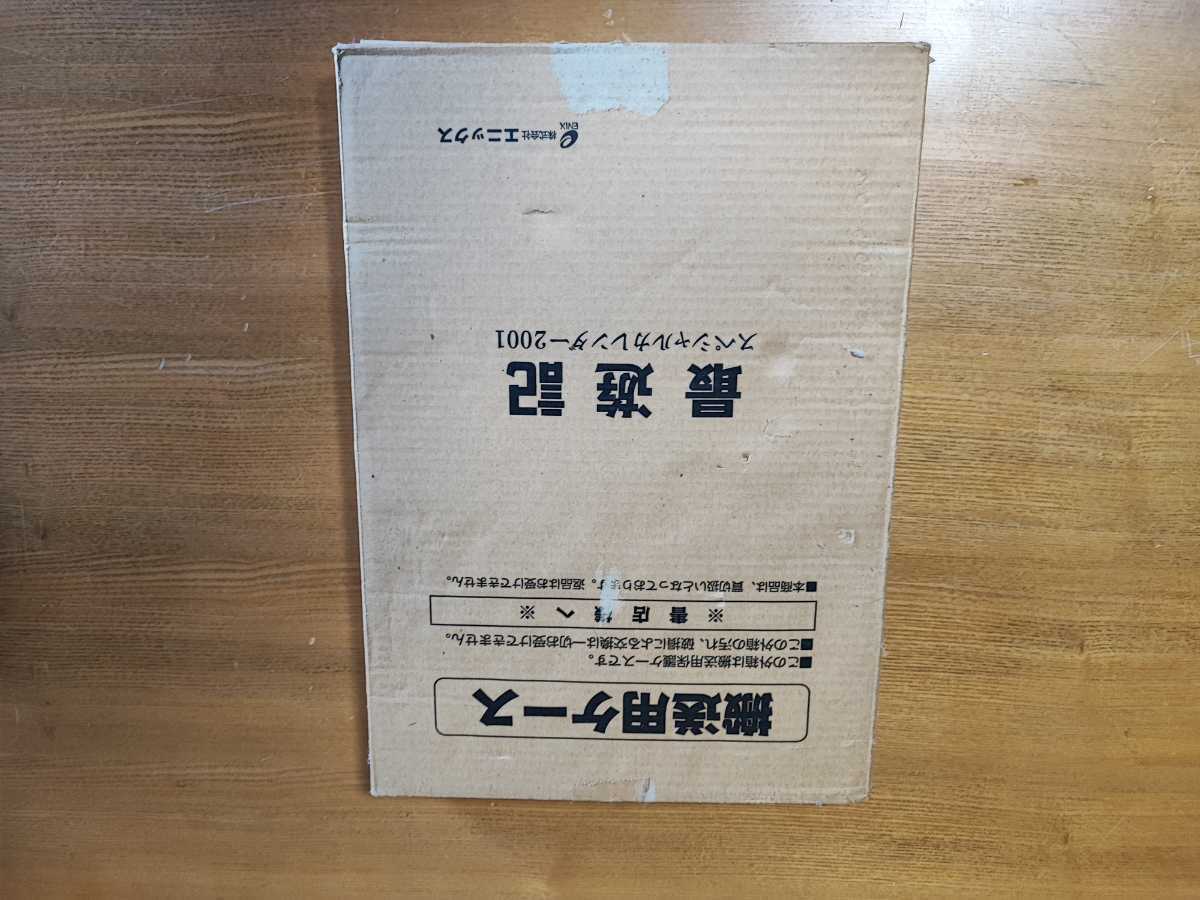 搬送用ケース
■この外箱は搬送用保護ケースです。
■この外箱の汚れ、破損による交換は一切お受けできません。
※ 書店様へ ※
■本商品は、買切扱いとなっております。返品はお受けできません。
最遊記
スペシャルカレンダー2001
ENIX 株式会社エニックス